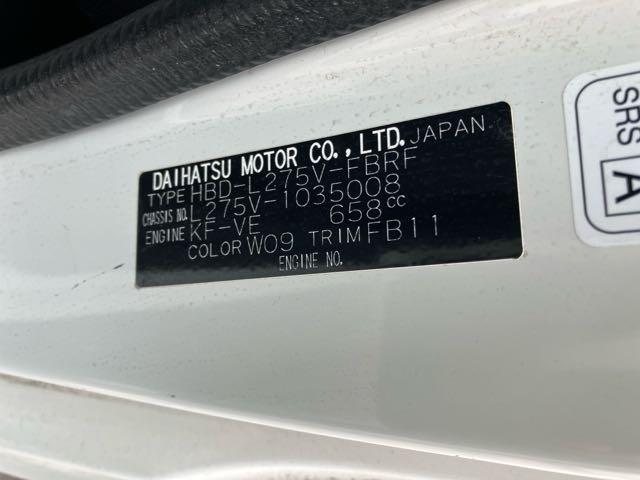 DAIHATSU MOTOR CO.,LTD. JAPAN
TYPE HBD-L275V-FBRF
CHASSIS NO. L275V-1035008
ENGINE KF-VE 658cc
COLOR W09 TRIM FB11
ENGINE NO.
SRS A